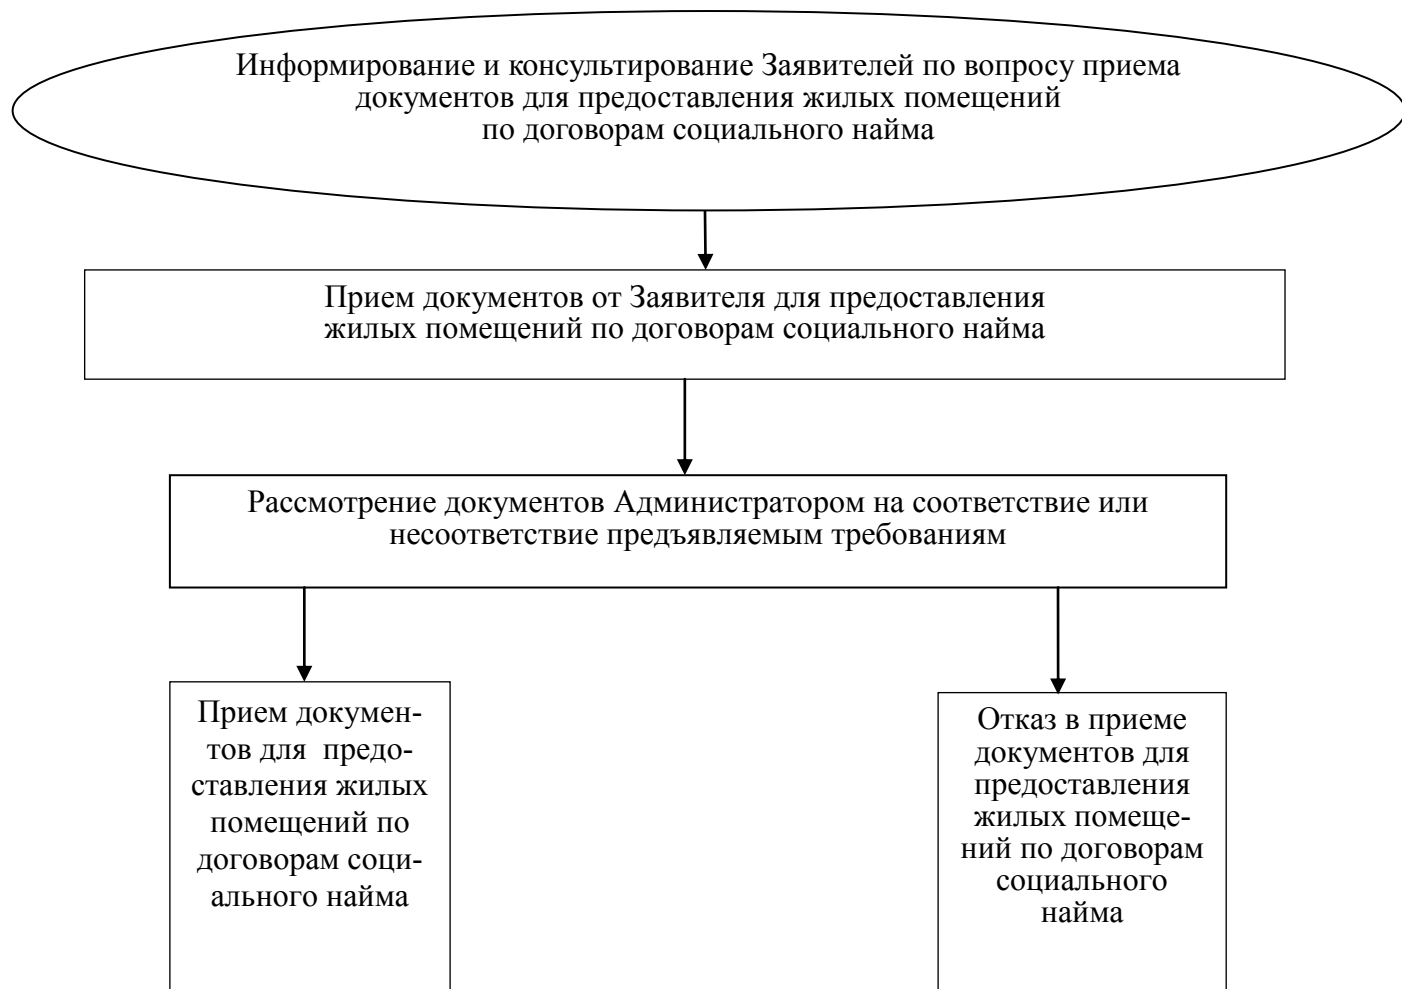 Информирование и консультирование Заявителей по вопросу приема
документов для предоставления жилых помещений
по договорам социального найма
Прием документов от Заявителя для предоставления
жилых помещений по договорам социального найма
Рассмотрение документов Администратором на соответствие или
несоответствие предъявляемым требованиям
Прием докумен-
тов для предо-
ставления жилых
помещений по
договорам соци-
ального найма
Отказ в приеме
документов для
предоставления
жилых помеще-
ний по договорам
социального
найма